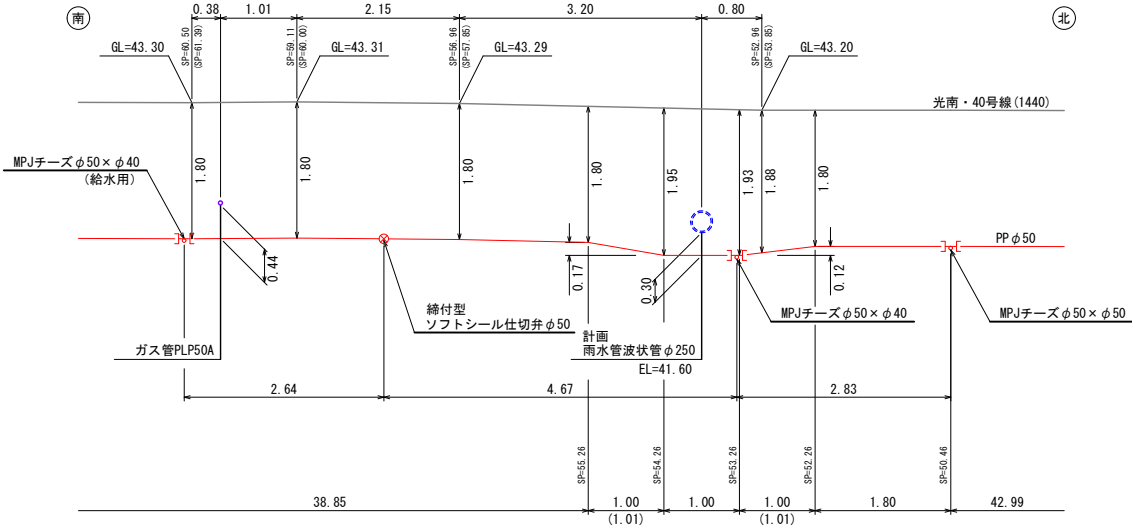 南
0.38
1.01
2.15
3.20
0.80
北
SP=60.50
(SP=61.39)
SP=59.11
(SP=60.00)
SP=56.96
(SP=57.85)
SP=52.96
(SP=53.85)
GL=43.30
GL=43.31
GL=43.29
GL=43.20
光南・40号線(1440)
MPJチーズφ50×φ40
(給水用)
1.80
1.80
1.80
1.80
1.95
1.93
1.88
1.80
PPφ50
0.44
0.17
0.30
0.12
締付型
ソフトシール仕切弁φ50
MPJチーズφ50×φ40
MPJチーズφ50×φ50
ガス管PLP50A
計画
雨水管波状管φ250
EL=41.60
2.64
4.67
2.83
SP=55.26
SP=54.26
SP=53.26
SP=52.26
SP=50.46
38.85
1.00
(1.01)
1.00
1.00
(1.01)
1.80
42.99